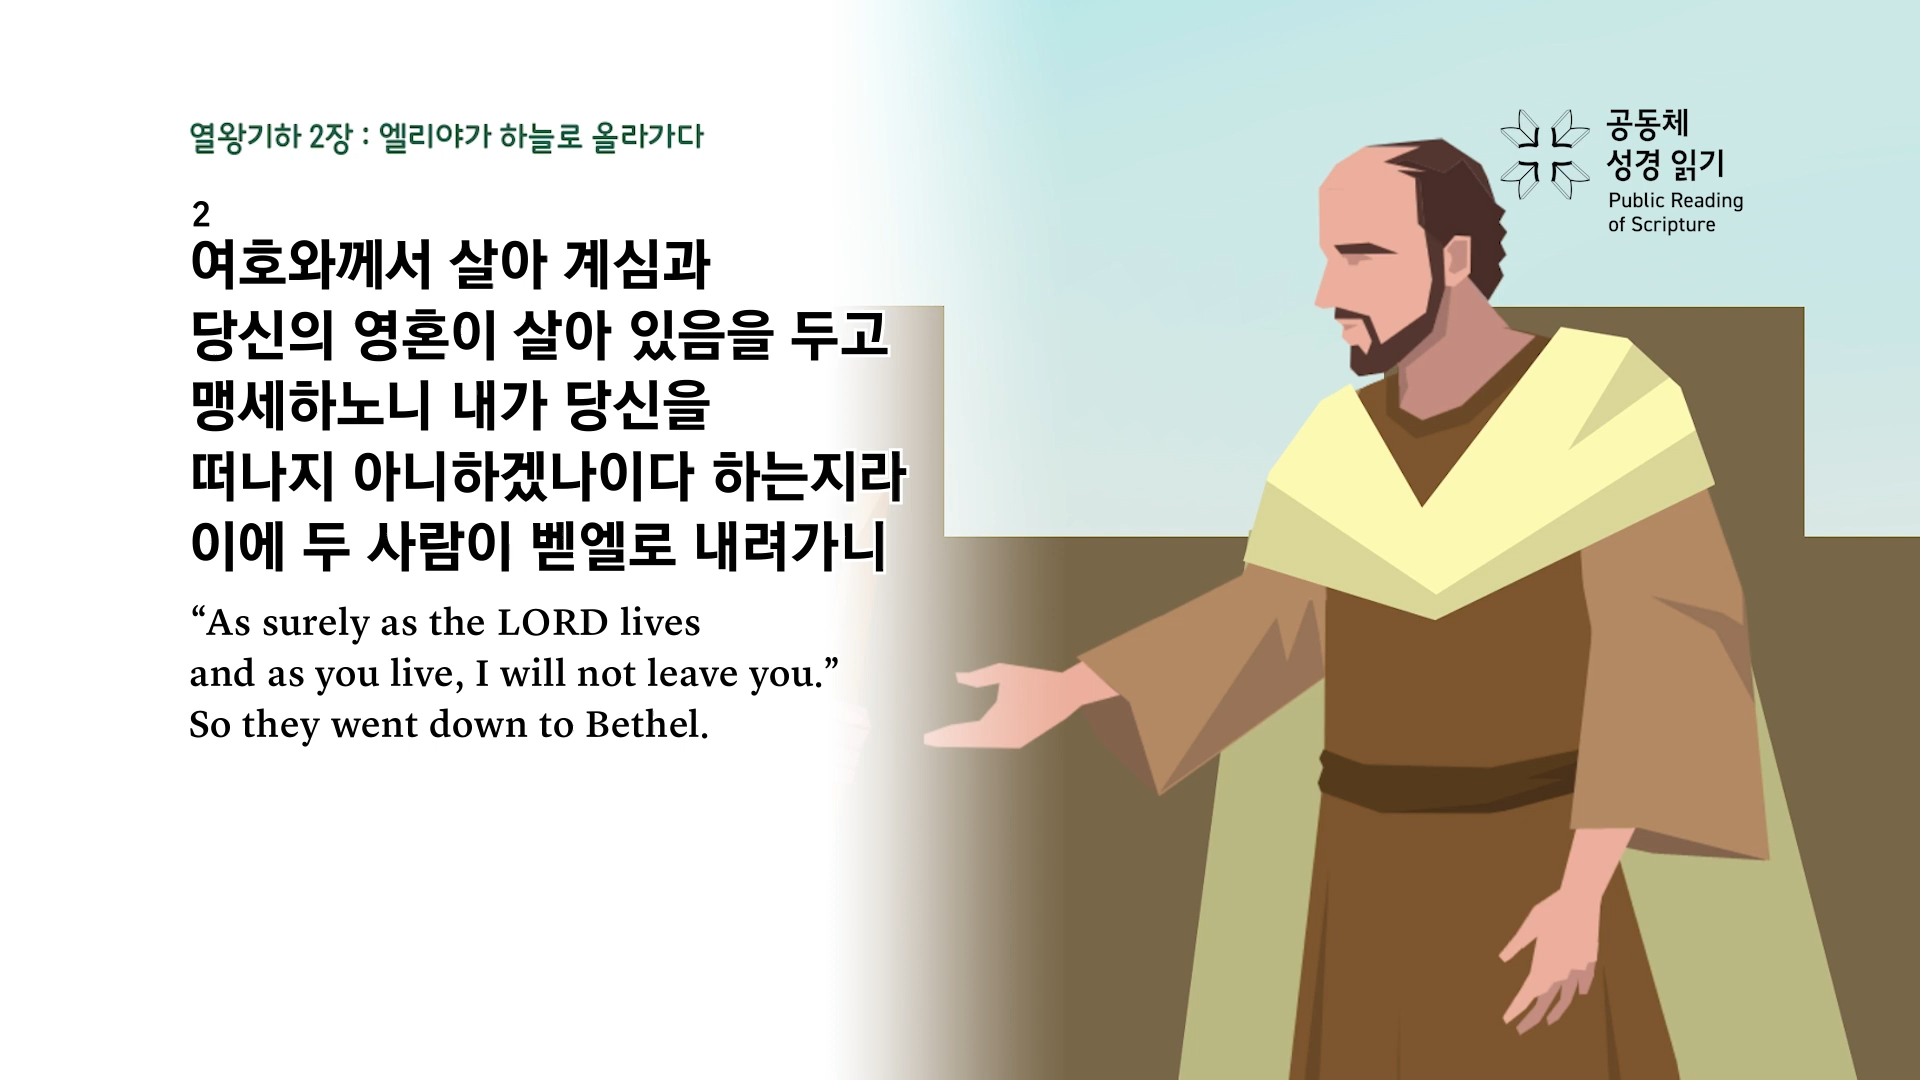 열왕기하 2장 : 엘리야가 하늘로 올라가다
2
여호와께서 살아 계심과
당신의 영혼이 살아 있음을 두고
맹세하노니 내가 당신을
떠나지 아니하겠나이다 하는지라
이에 두 사람이 벧엘로 내려가니
“As surely as the LORD lives
and as you live, I will not leave you.”
So they went down to Bethel.
공동체
성경 읽기
Public Reading
of Scripture